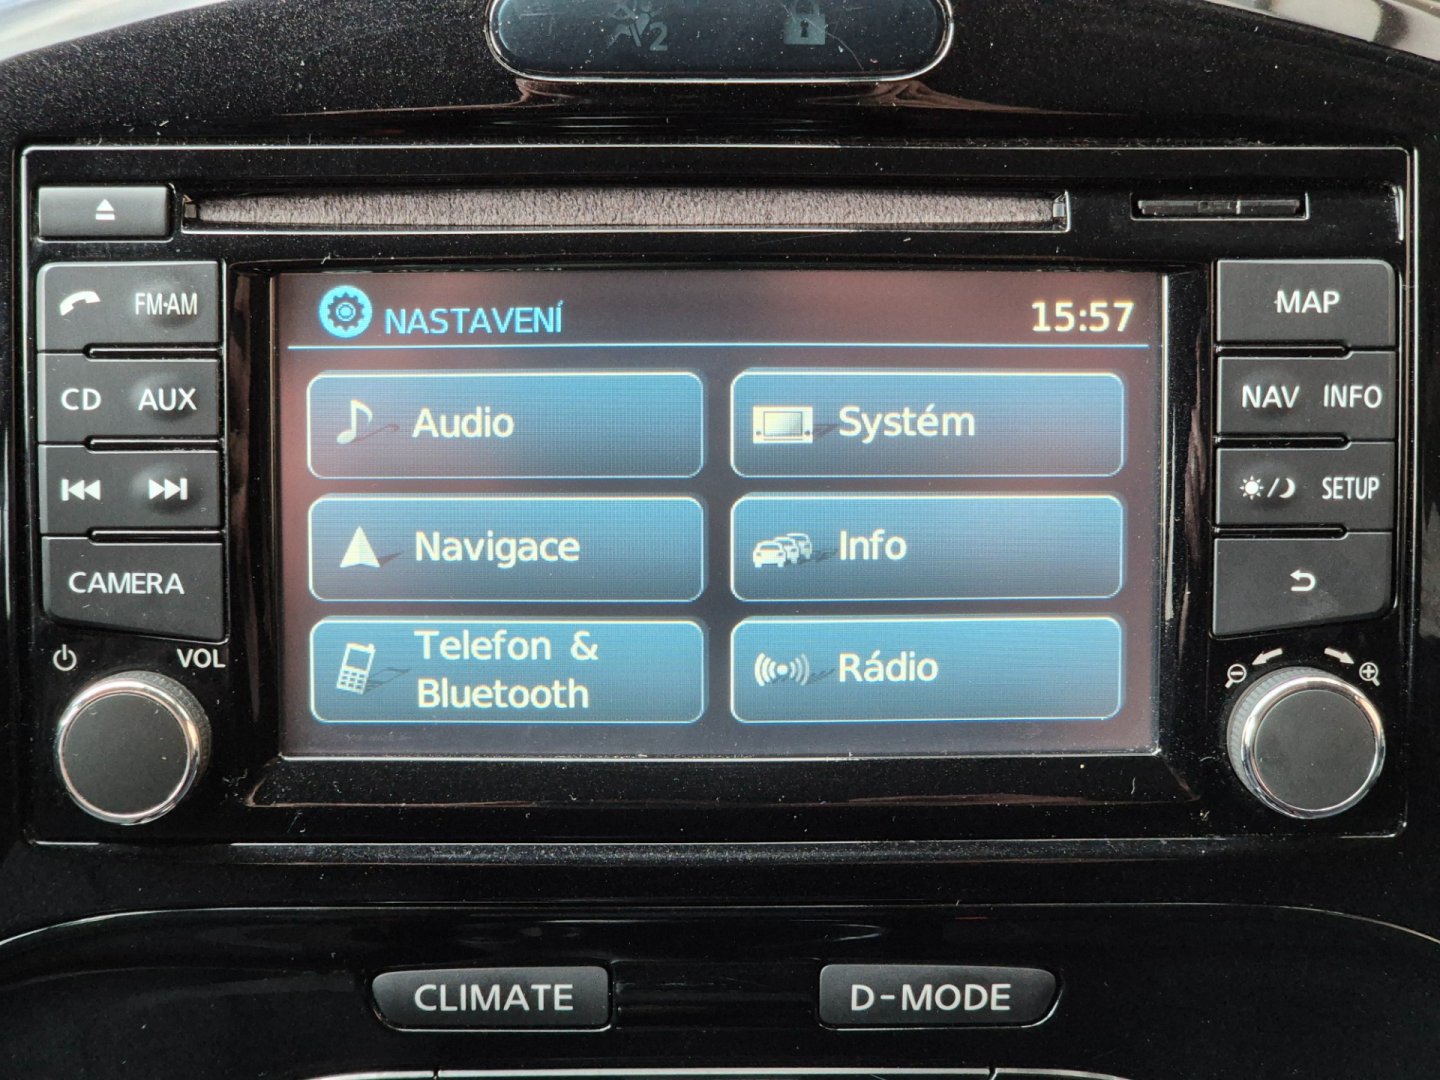 2
FM·AM
CD AUX
CAMERA
VOL
NASTAVENÍ 15:57
Audio
Systém
Navigace
Info
Telefon &
Bluetooth
Rádio
MAP
NAV INFO
SETUP
CLIMATE
D-MODE